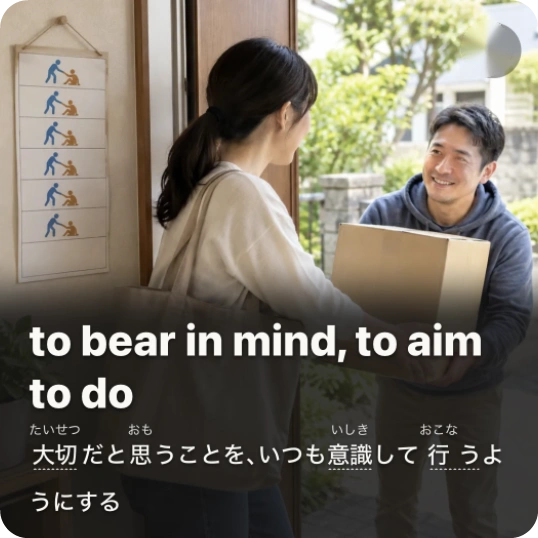 to bear in mind, to aim
to do
たいせつ おも いしき おこな
大切だと思うことを、いつも意識して行うよ
うにする